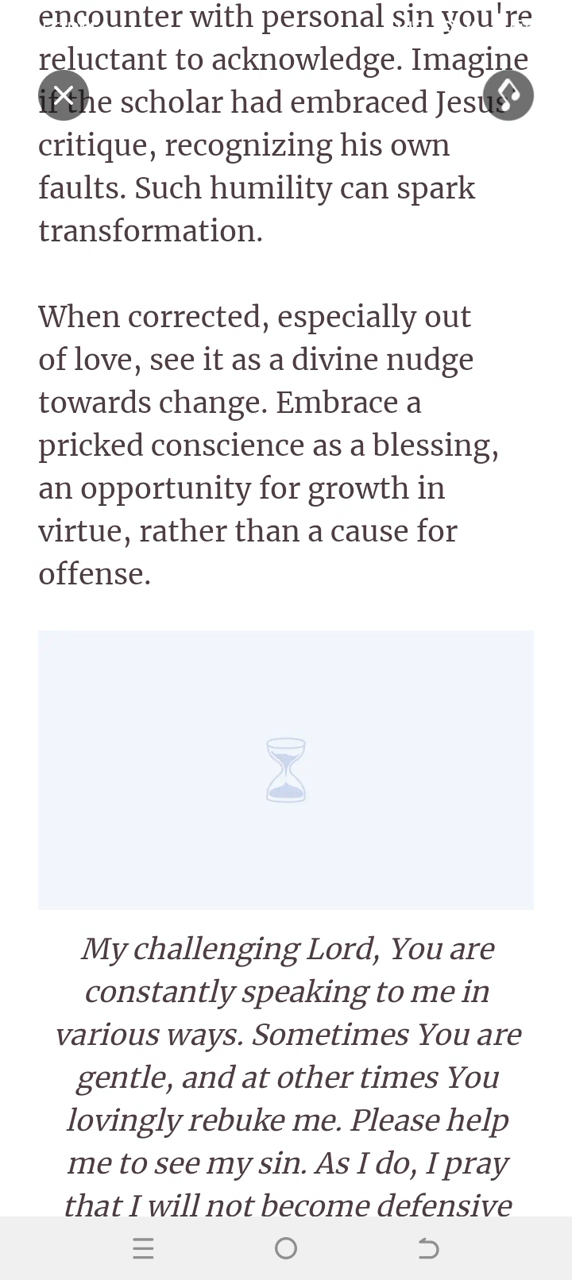 encounter with personal sin you're
reluctant to acknowledge. Imagine
if the scholar had embraced Jesus'
critique, recognizing his own
faults. Such humility can spark
transformation.
When corrected, especially out
of love, see it as a divine nudge
towards change. Embrace a
pricked conscience as a blessing,
an opportunity for growth in
virtue, rather than a cause for
offense.
My challenging Lord, You are
constantly speaking to me in
various ways. Sometimes You are
gentle, and at other times You
lovingly rebuke me. Please help
me to see my sin. As I do, I pray
that I will not become defensive